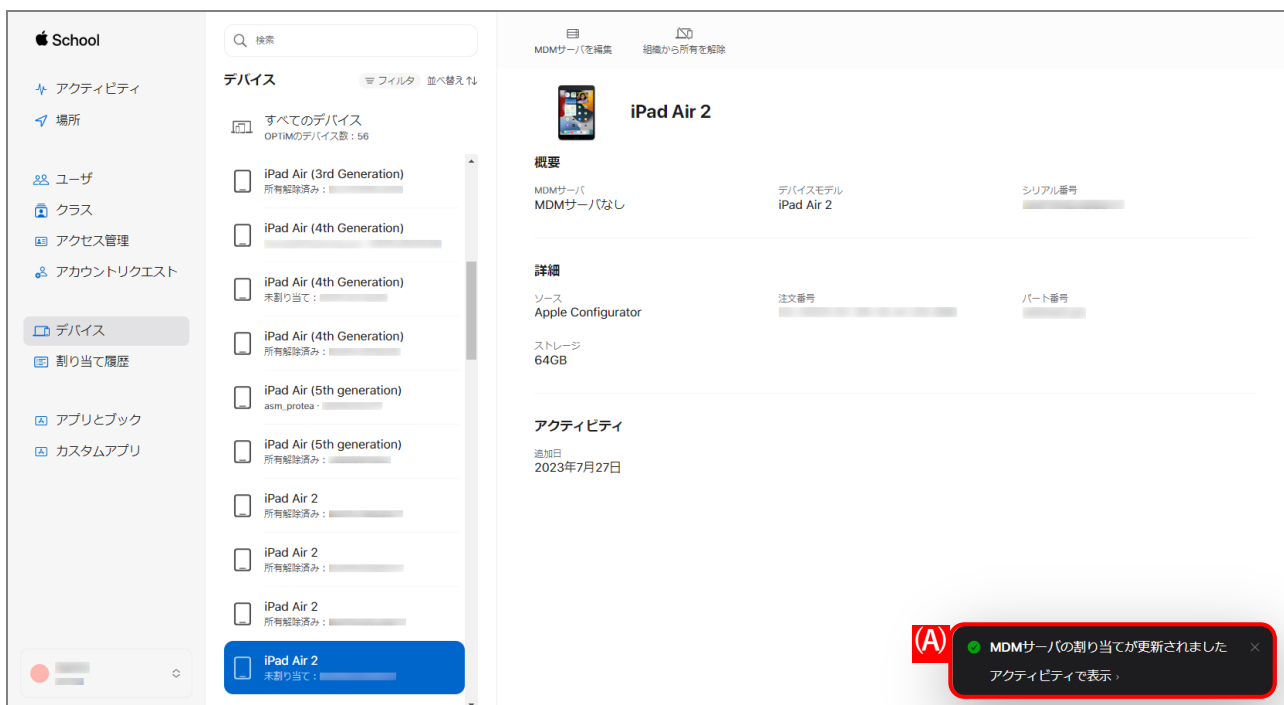 School
アクティビティ
場所
ユーザ
クラス
アクセス管理
アカウントリクエスト
デバイス
割り当て履歴
アプリとブック
カスタムアプリ
検索
デバイス
フィルタ 並べ替え↑↓
すべてのデバイス
OPTiMのデバイス数：56
iPad Air (3rd Generation)
所有解除済み：
iPad Air (4th Generation)
iPad Air (4th Generation)
未割り当て：
iPad Air (4th Generation)
所有解除済み：
iPad Air (5th generation)
asm_protea ·
iPad Air (5th generation)
所有解除済み：
iPad Air 2
所有解除済み：
iPad Air 2
所有解除済み：
iPad Air 2
所有解除済み：
iPad Air 2
未割り当て：
MDMサーバを編集 組織から所有を解除
iPad Air 2
概要
MDMサーバ デバイスモデル シリアル番号
MDMサーバなし iPad Air 2
詳細
ソース 注文番号 パート番号
Apple Configurator
ストレージ
64GB
アクティビティ
追加日
2023年7月27日
(A)
MDMサーバの割り当てが更新されました ×
アクティビティで表示 ›